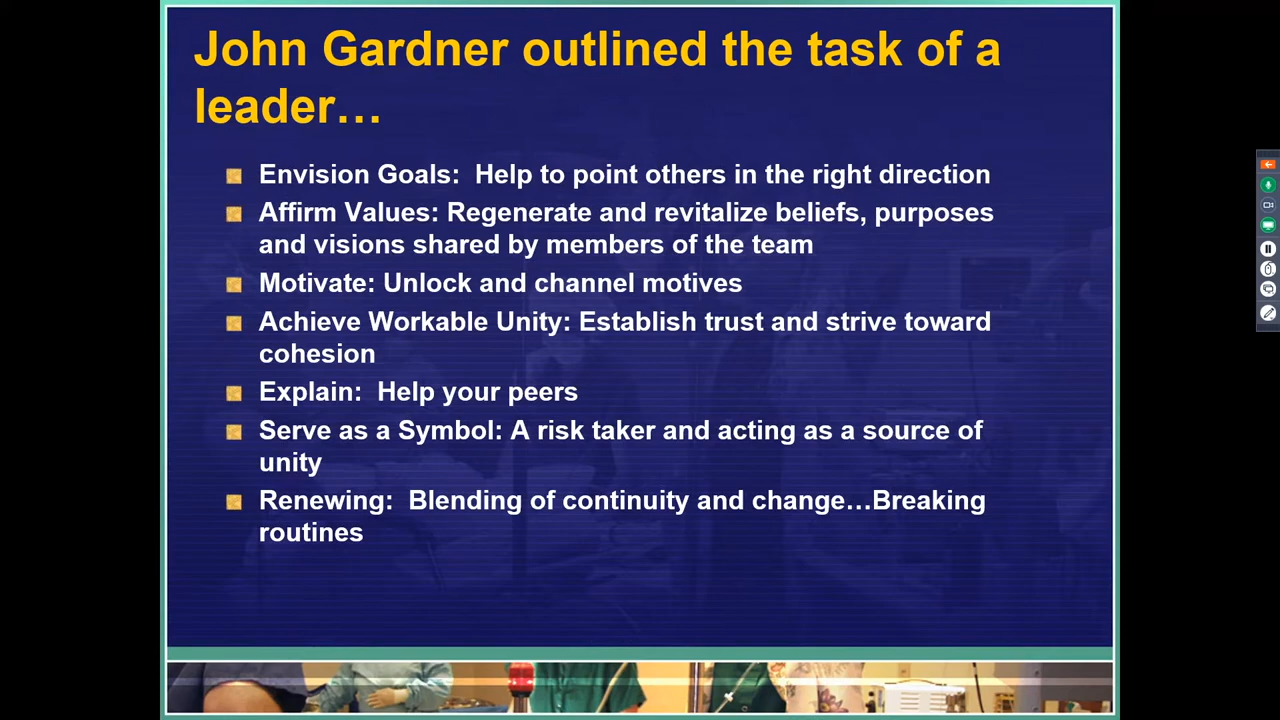 John Gardner outlined the task of a
leader…
Envision Goals:  Help to point others in the right direction
Affirm Values: Regenerate and revitalize beliefs, purposes
and visions shared by members of the team
Motivate: Unlock and channel motives
Achieve Workable Unity: Establish trust and strive toward
cohesion
Explain:  Help your peers
Serve as a Symbol: A risk taker and acting as a source of
unity
Renewing:  Blending of continuity and change…Breaking
routines